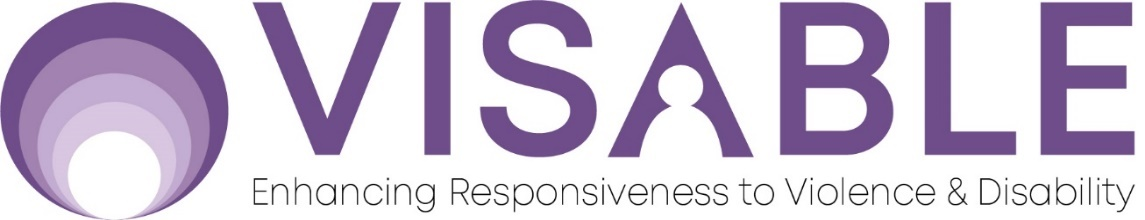 VISABLE
Enhancing Responsiveness to Violence & Disability